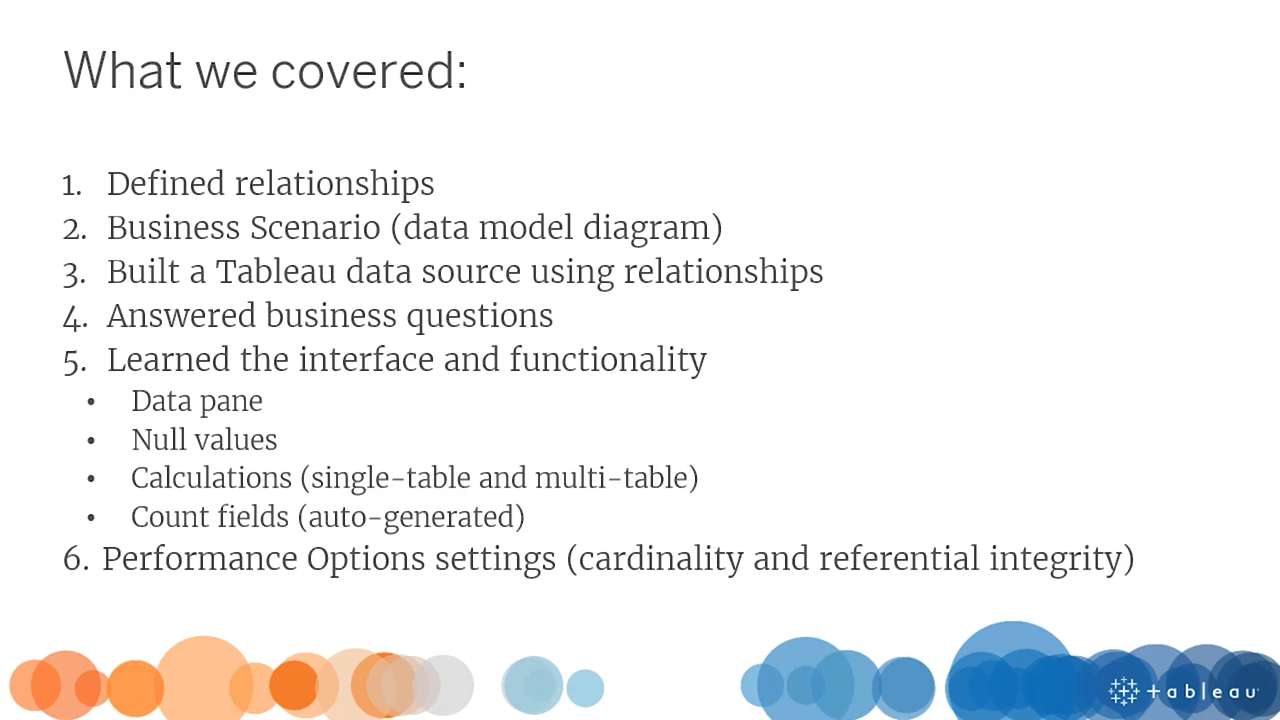 What we covered:
1. Defined relationships
2. Business Scenario (data model diagram)
3. Built a Tableau data source using relationships
4. Answered business questions
5. Learned the interface and functionality
• Data pane
• Null values
• Calculations (single-table and multi-table)
• Count fields (auto-generated)
6. Performance Options settings (cardinality and referential integrity)
tableau